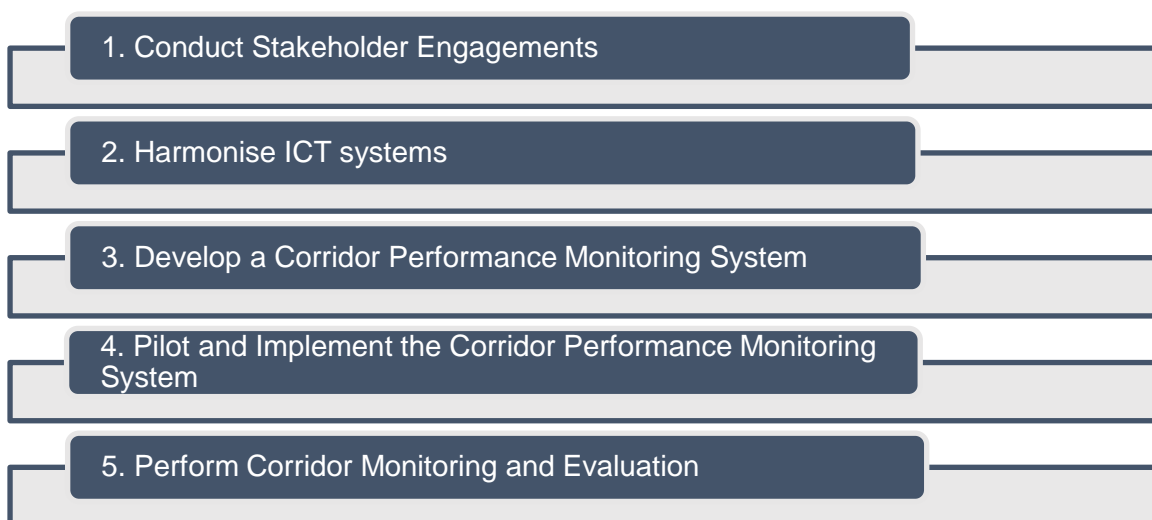 1. Conduct Stakeholder Engagements
2. Harmonise ICT systems
3. Develop a Corridor Performance Monitoring System
4. Pilot and Implement the Corridor Performance Monitoring
System
5. Perform Corridor Monitoring and Evaluation